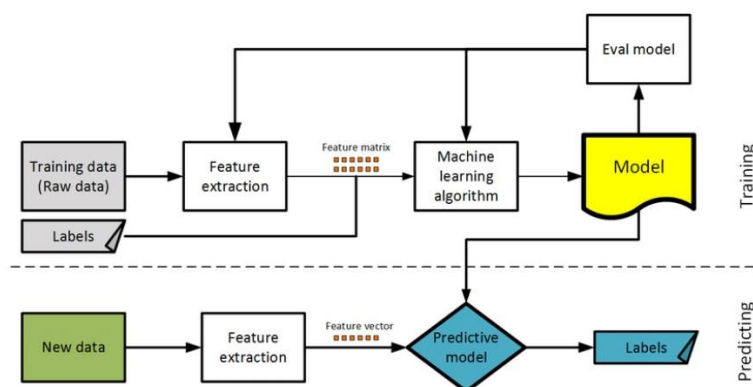 Eval model
Training data
(Raw data)
Feature
extraction
Feature matrix
Machine
learning
algorithm
Model
Training
Labels
New data
Feature
extraction
Feature vector
Predictive
model
Labels
Predicting